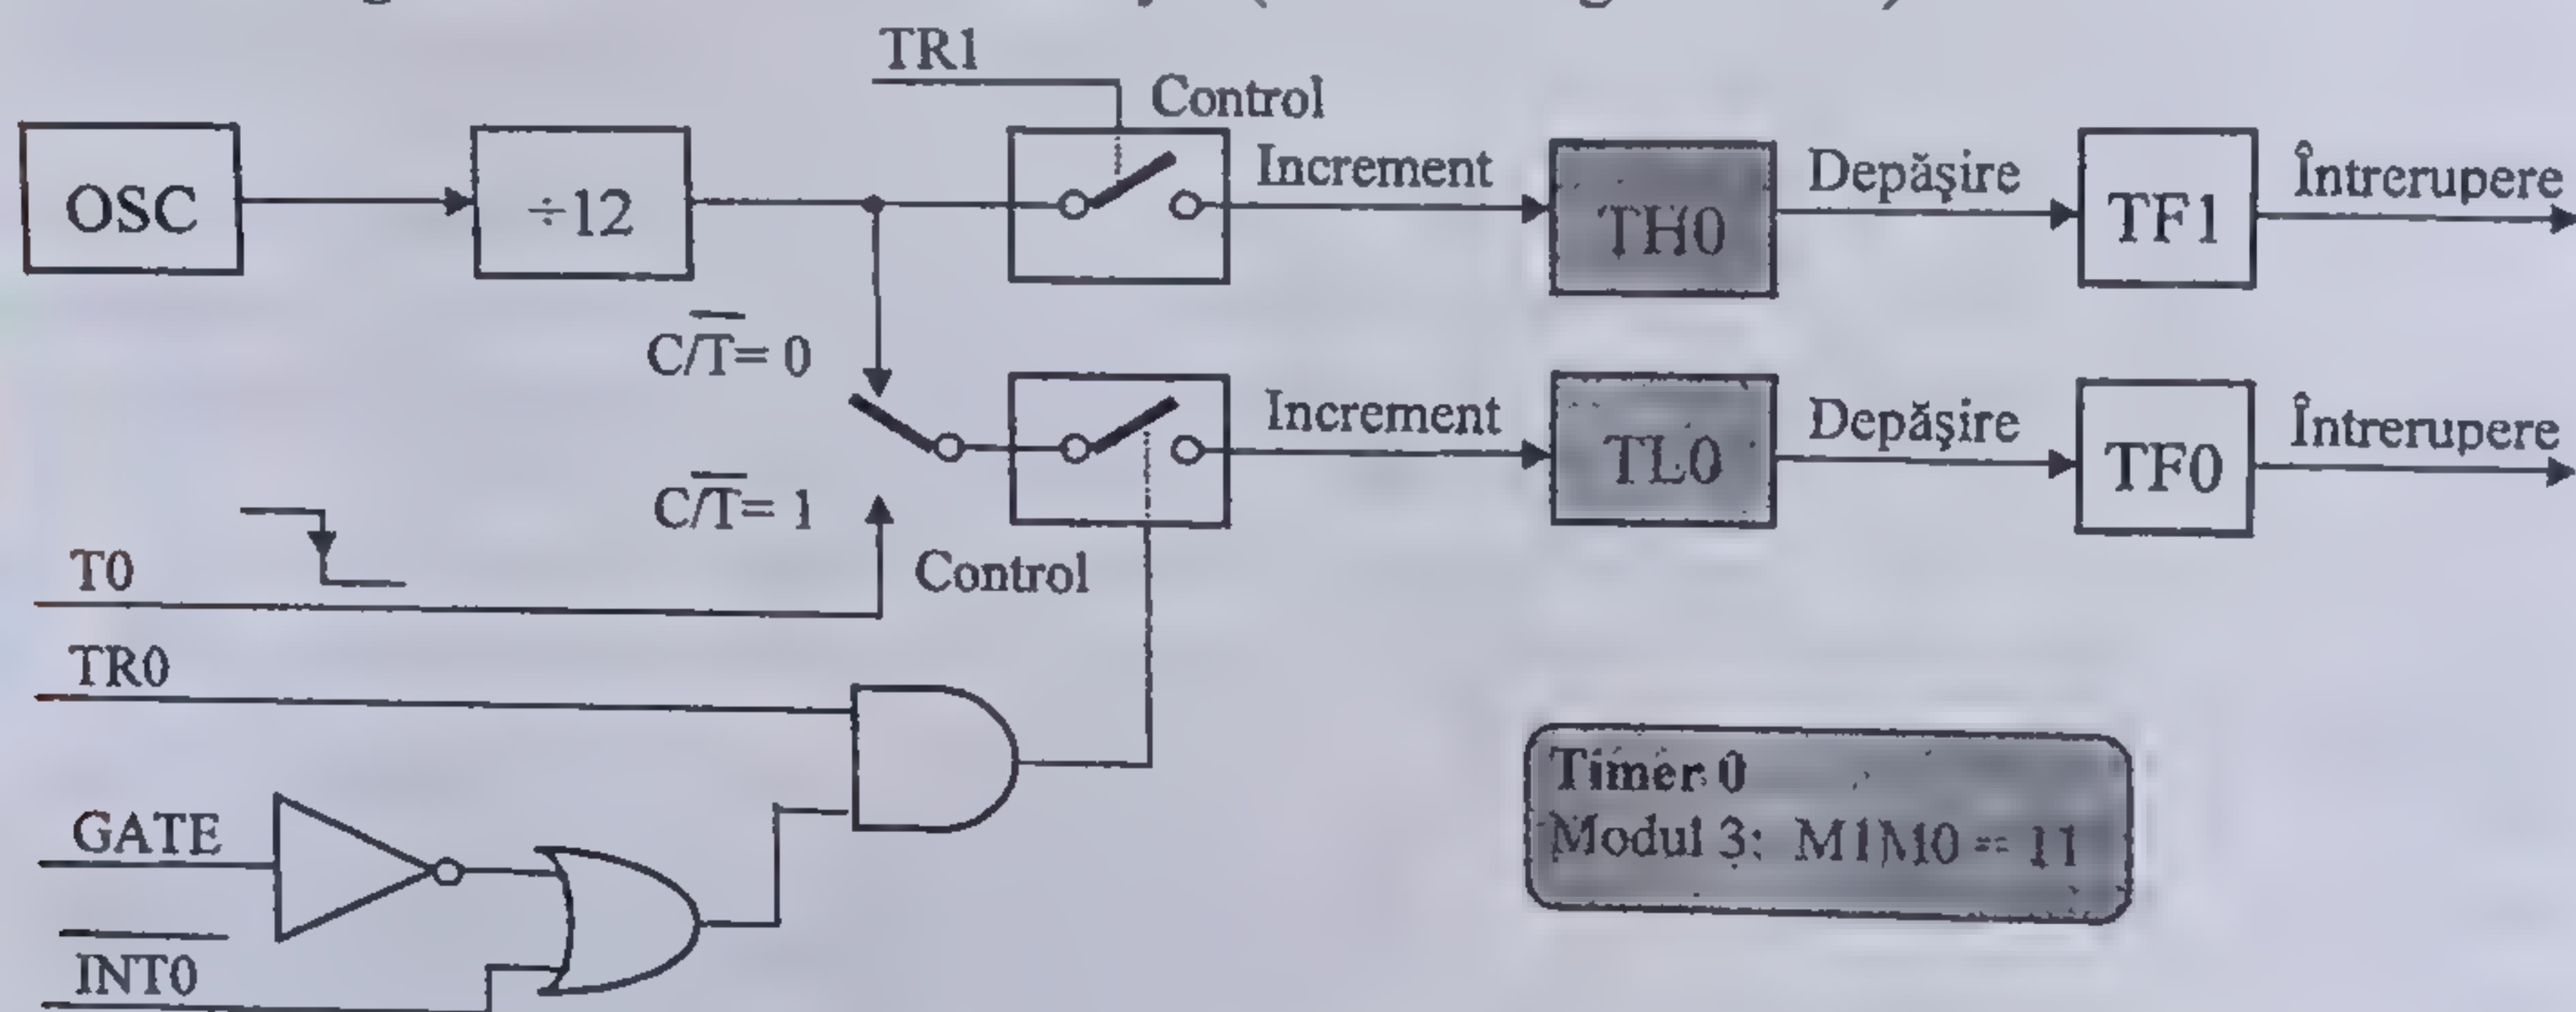 TR1
Control
OSC
÷12
Increment
TH0
Depăşire
TF1
Întrerupere
C/T̅= 0
Increment
TL0
Depăşire
TF0
Întrerupere
C/T̅= 1
Control
T0
TR0
GATE
I̅N̅T̅0̅
Timer 0
Modul 3: M1M0 = 11